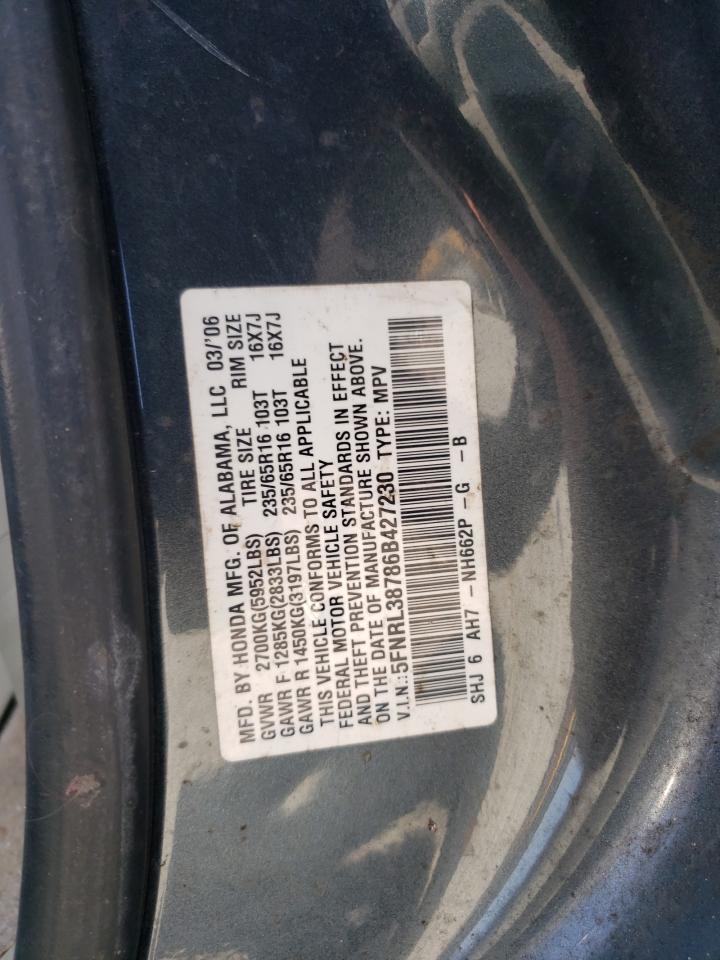 MFD. BY HONDA MFG. OF ALABAMA, LLC 03/'06
GVWR 2700KG(5952LBS) TIRE SIZE RIM SIZE
GAWR F 1285KG(2833LBS) 235/65R16 103T 16X7J
GAWR R 1450KG(3197LBS) 235/65R16 103T 16X7J
THIS VEHICLE CONFORMS TO ALL APPLICABLE
FEDERAL MOTOR VEHICLE SAFETY
AND THEFT PREVENTION STANDARDS IN EFFECT
ON THE DATE OF MANUFACTURE SHOWN ABOVE.
V.I.N.: 5FNRL38786B427230 TYPE: MPV
SHJ 6 AH7 -NH662P -G -B